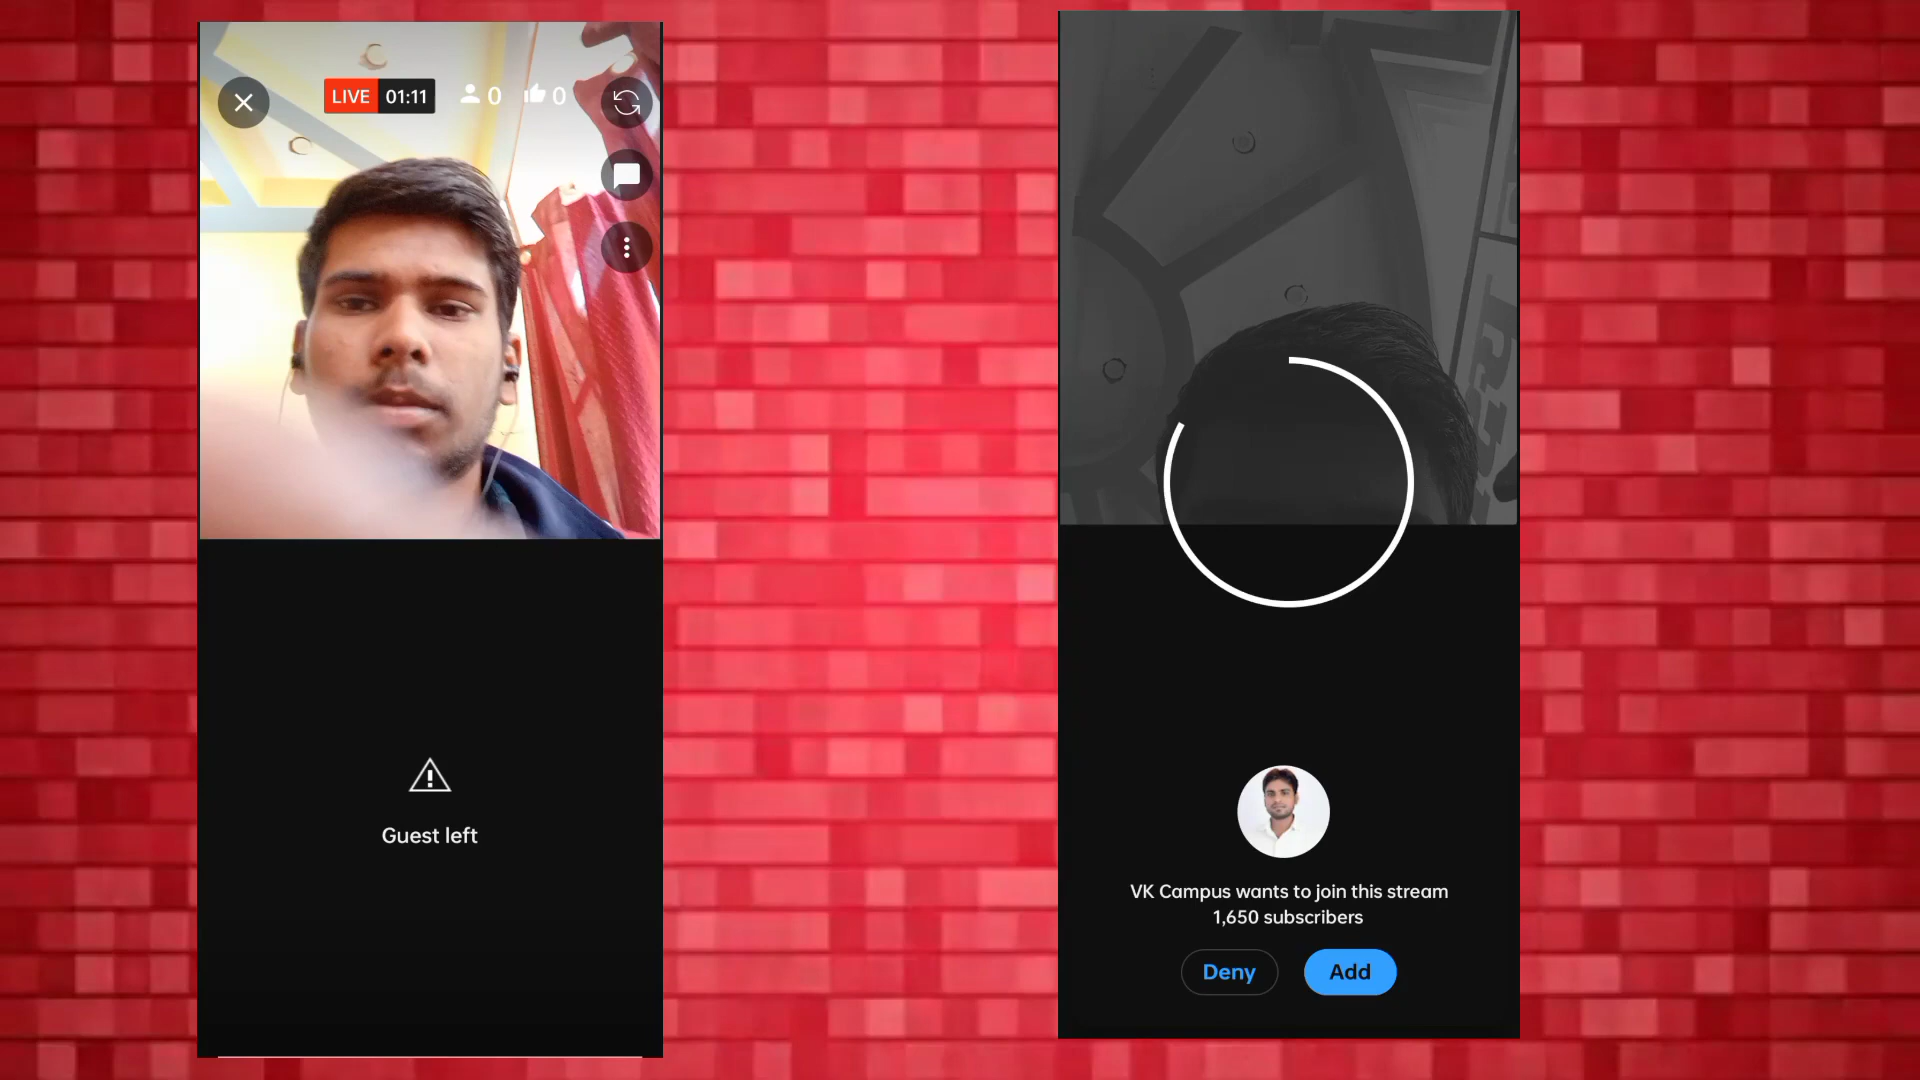 LIVE 01:11 0 0
Guest left
VK Campus wants to join this stream
1,650 subscribers
Deny Add